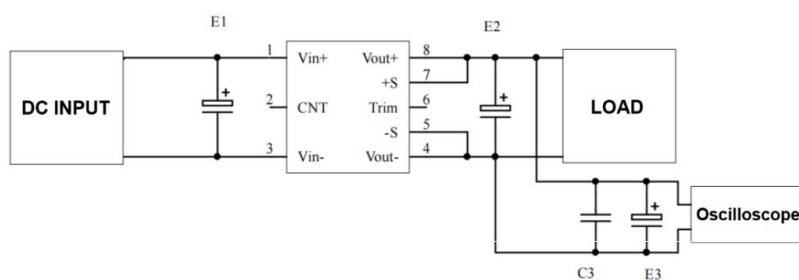 E1
E2
DC INPUT
+
1
Vin+
2
CNT
3
Vin-
Vout+
8
+S
7
Trim
6
-S
5
Vout-
4
+
LOAD
+
Oscilloscope
C3
E3